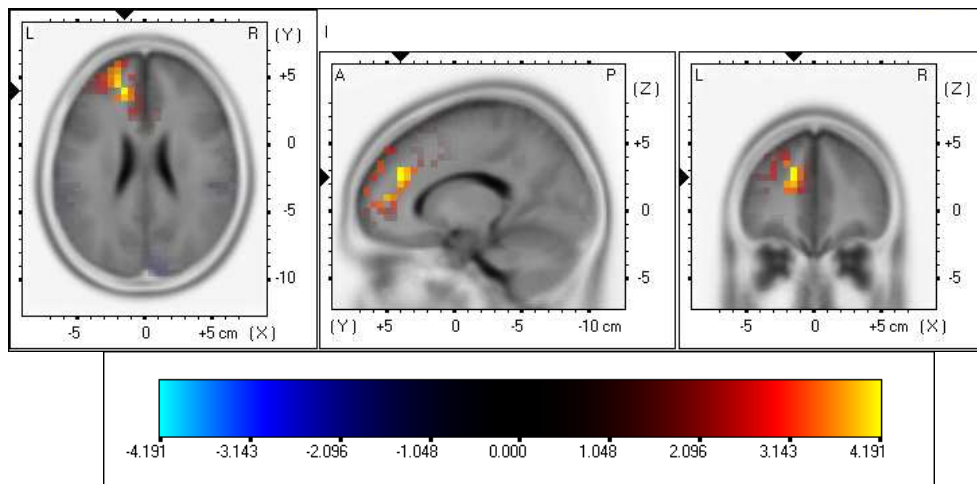 L R (Y)
+5
0
-5
-10
-5 0 +5 cm (X)
A P (Z)
+5
0
-5
(Y) +5 0 -5 -10 cm
L R (Z)
+5
0
-5
-5 0 +5 cm (X)
-4.191 -3.143 -2.096 -1.048 0.000 1.048 2.096 3.143 4.191